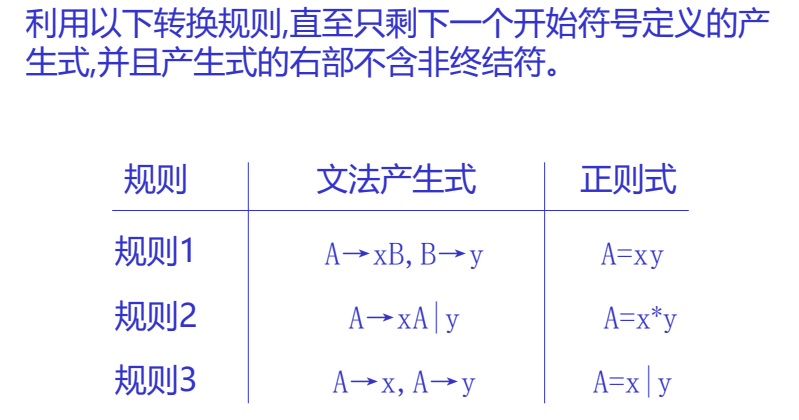 利用以下转换规则,直至只剩下一个开始符号定义的产
生式,并且产生式的右部不含非终结符。
规则 文法产生式 正则式
规则1 A→xB,B→y A=xy
规则2 A→xA|y A=x*y
规则3 A→x,A→y A=x|y